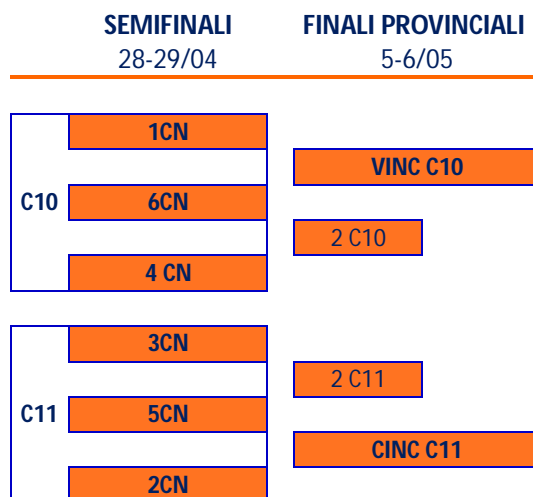 SEMIFINALI FINALI PROVINCIALI
28-29/04 5-6/05
1CN
VINC C10
C10 6CN
2 C10
4 CN
3CN
2 C11
C11 5CN
CINC C11
2CN